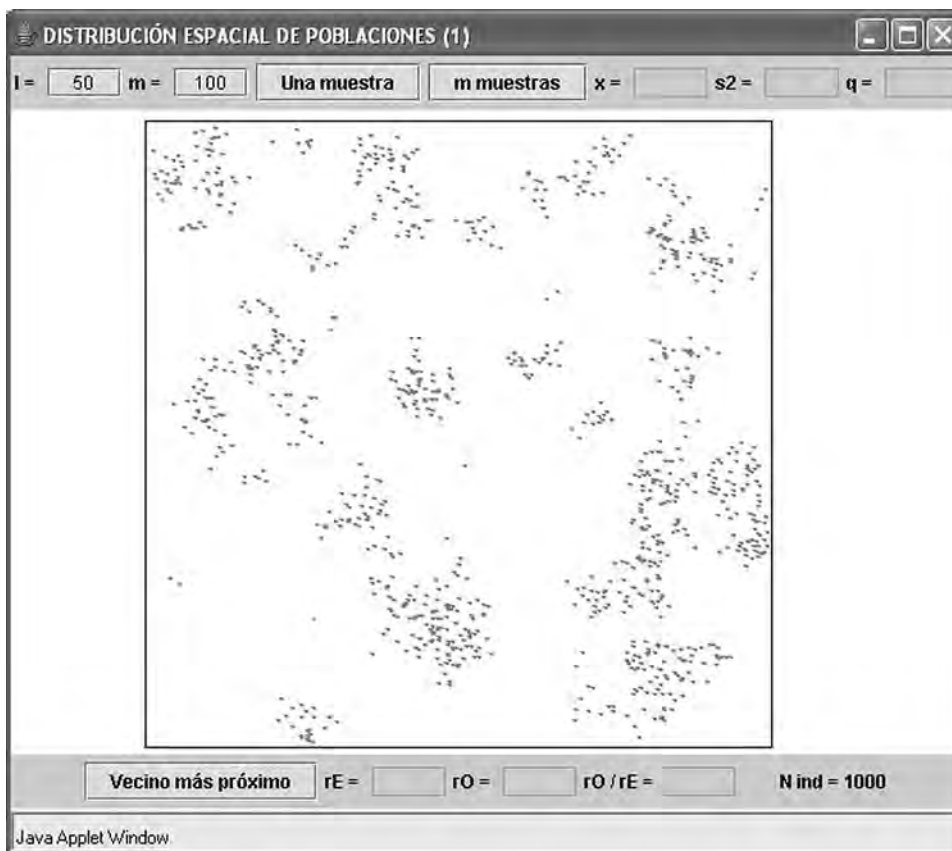 DISTRIBUCIÓN ESPACIAL DE POBLACIONES (1)
l = 50 m = 100 Una muestra m muestras x = s2 = q =
Vecino más próximo rE = rO = rO / rE = N ind = 1000
Java Applet Window